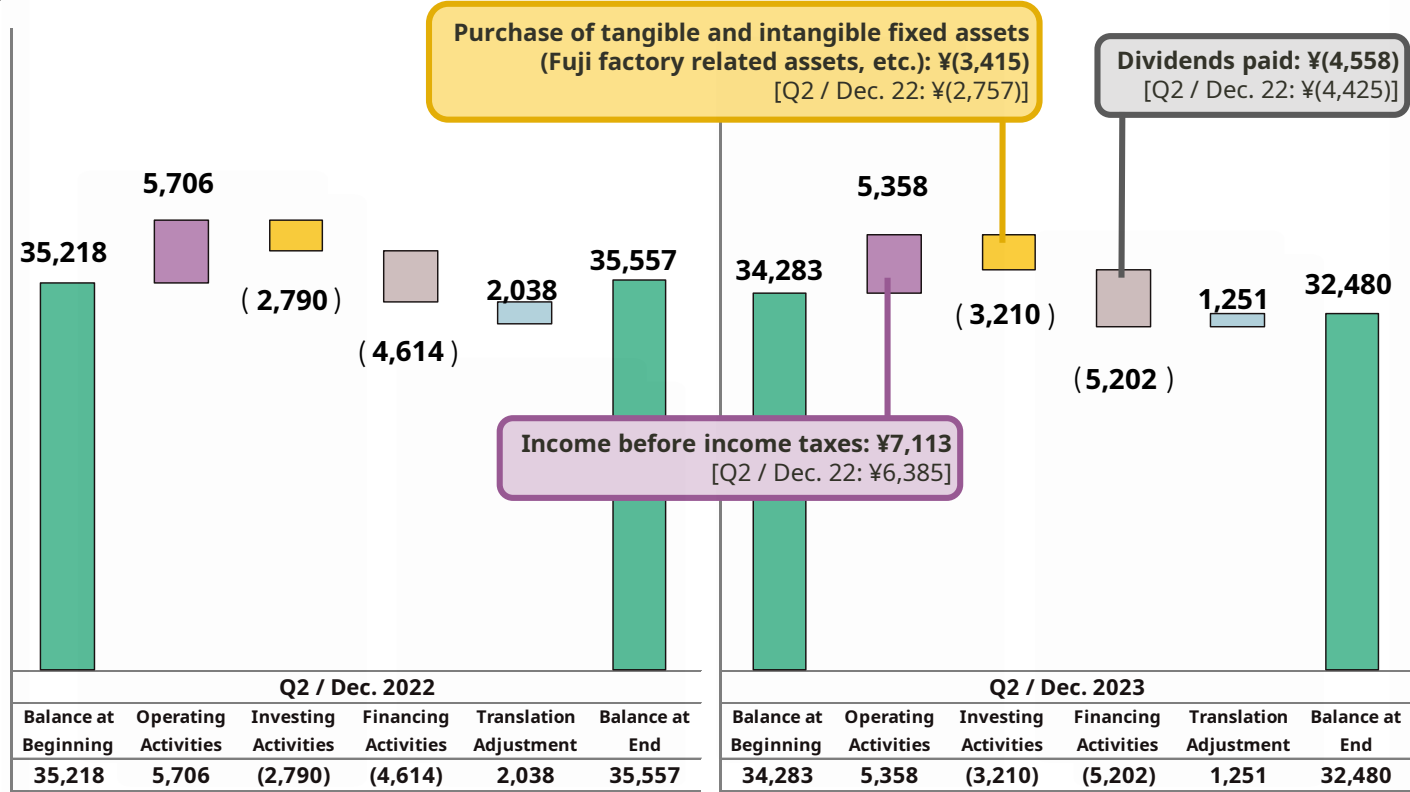 Purchase of tangible and intangible fixed assets
(Fuji factory related assets, etc.): ¥(3,415)
[Q2 / Dec. 22: ¥(2,757)]
Dividends paid: ¥(4,558)
[Q2 / Dec. 22: ¥(4,425)]
35,218
5,706
( 2,790 )
( 4,614 )
2,038
35,557
34,283
5,358
( 3,210 )
( 5,202 )
1,251
32,480
Income before income taxes: ¥7,113
[Q2 / Dec. 22: ¥6,385]
Q2 / Dec. 2022
Balance at Operating Investing Financing Translation Balance at
Beginning Activities Activities Activities Adjustment End
35,218 5,706 (2,790) (4,614) 2,038 35,557
Q2 / Dec. 2023
Balance at Operating Investing Financing Translation Balance at
Beginning Activities Activities Activities Adjustment End
34,283 5,358 (3,210) (5,202) 1,251 32,480